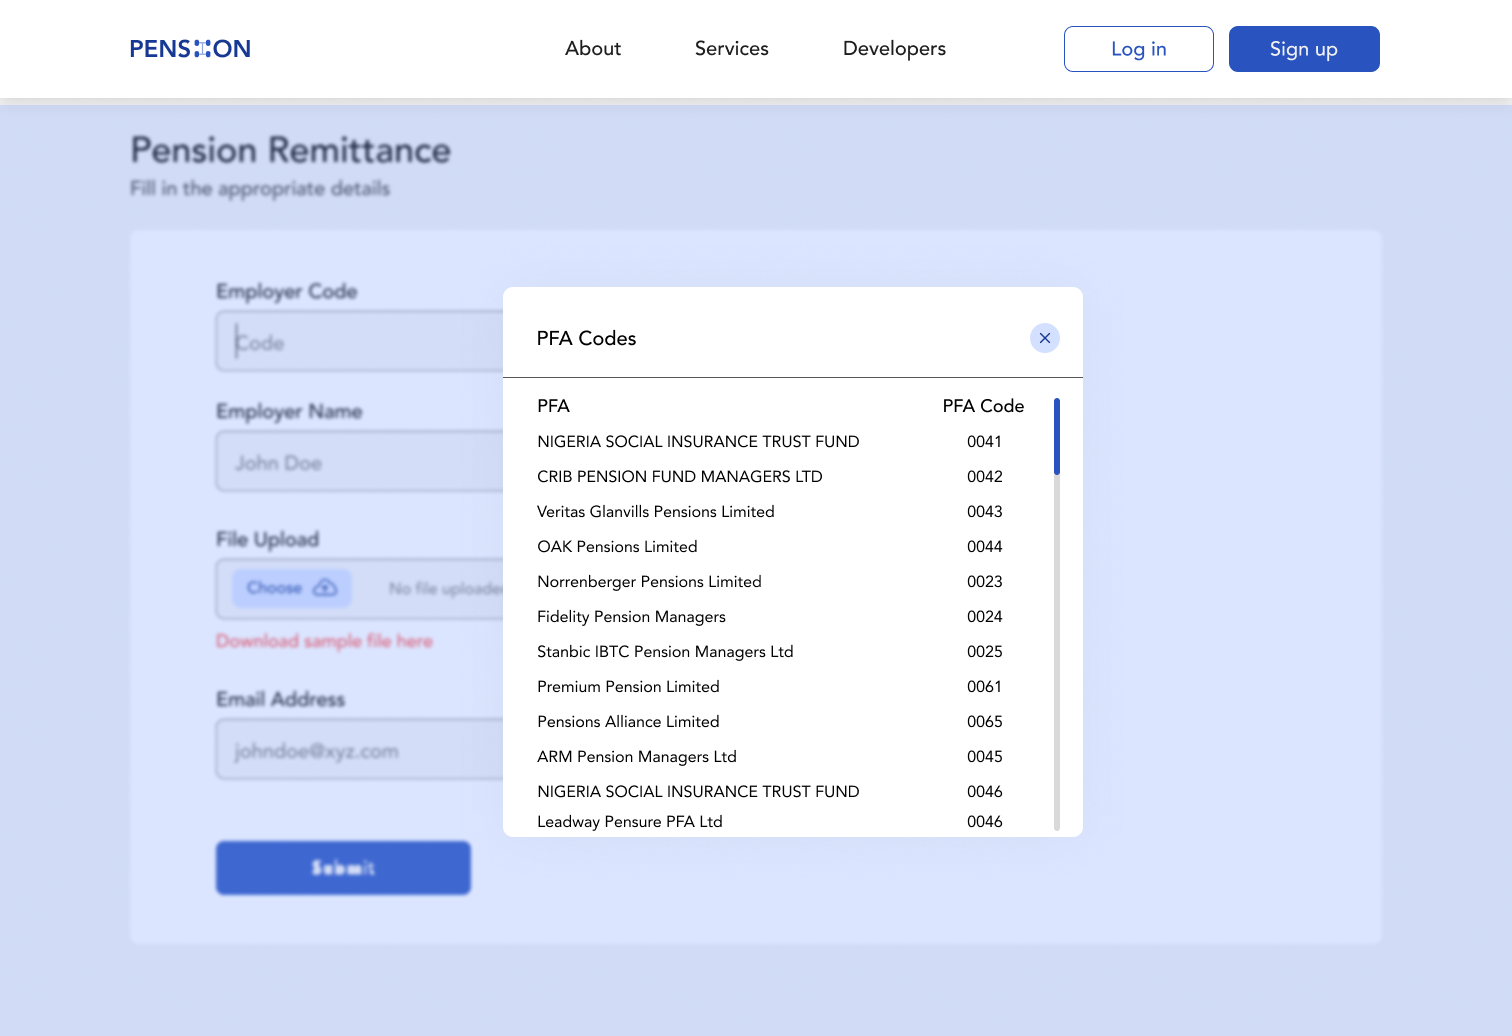 PENSION
About
Services
Developers
Log in
Sign up
Pension Remittance
Fill in the appropriate details
Employer Code
Code
Employer Name
John Doe
File Upload
Choose
No file uploaded
Download sample file here
Email Address
johndoe@xyz.com
Submit
PFA Codes
PFA PFA Code
NIGERIA SOCIAL INSURANCE TRUST FUND 0041
CRIB PENSION FUND MANAGERS LTD 0042
Veritas Glanvills Pensions Limited 0043
OAK Pensions Limited 0044
Norrenberger Pensions Limited 0023
Fidelity Pension Managers 0024
Stanbic IBTC Pension Managers Ltd 0025
Premium Pension Limited 0061
Pensions Alliance Limited 0065
ARM Pension Managers Ltd 0045
NIGERIA SOCIAL INSURANCE TRUST FUND 0046
Leadway Pensure PFA Ltd 0046